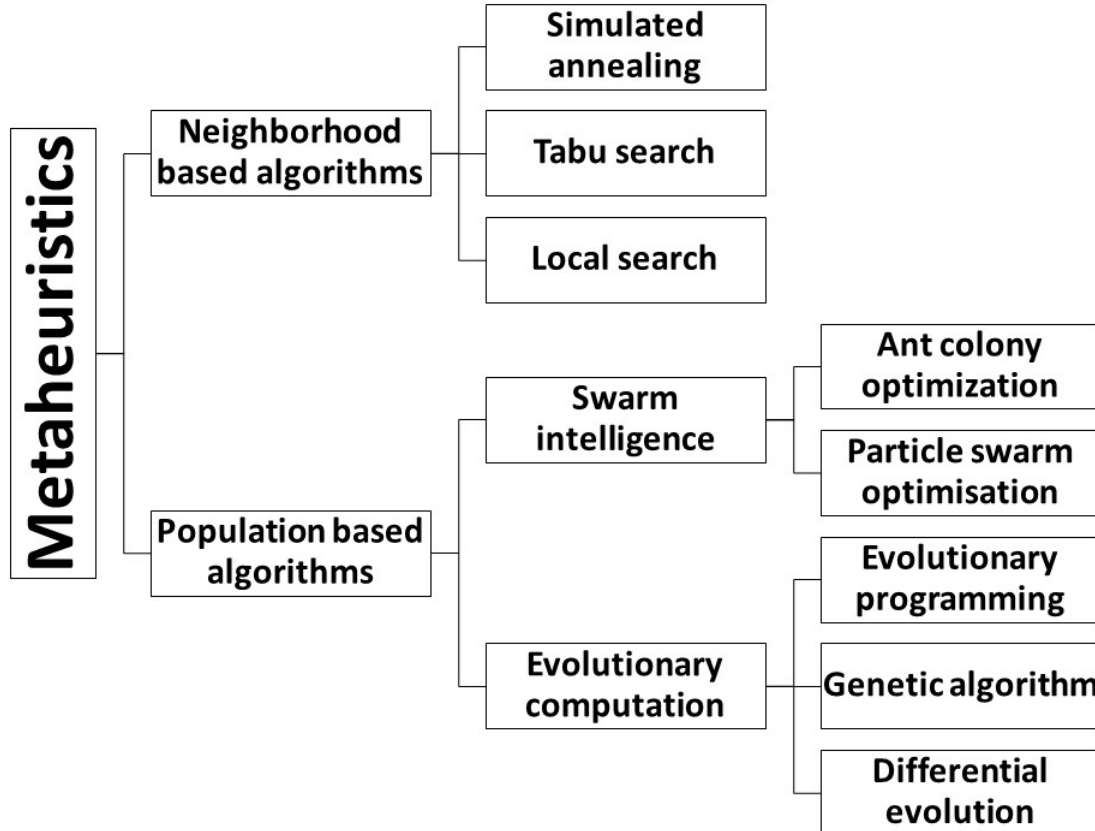 Metaheuristics
Neighborhood
based algorithms
Simulated
annealing
Tabu search
Local search
Population based
algorithms
Swarm
intelligence
Ant colony
optimization
Particle swarm
optimisation
Evolutionary
computation
Evolutionary
programming
Genetic algorithm
Differential
evolution